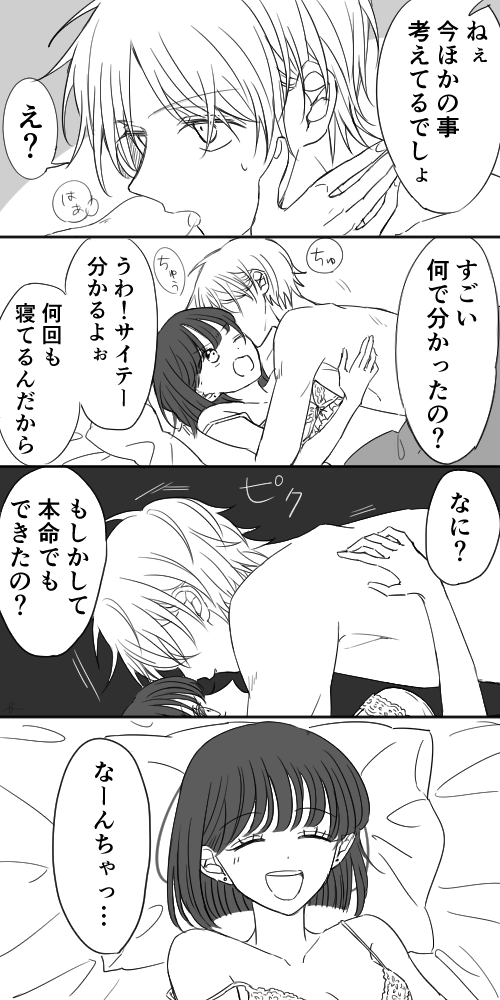 ねぇ
今ほかの事
考えてるでしょ
え？
はぁ
すごい
何で分かったの？
ちゅ
ちゅぅ
うわ！サイテー
分かるよぉ
何回も
寝てるんだから
なに？
ピク
もしかして
本命でも
できたの？
なーんちゃっ…